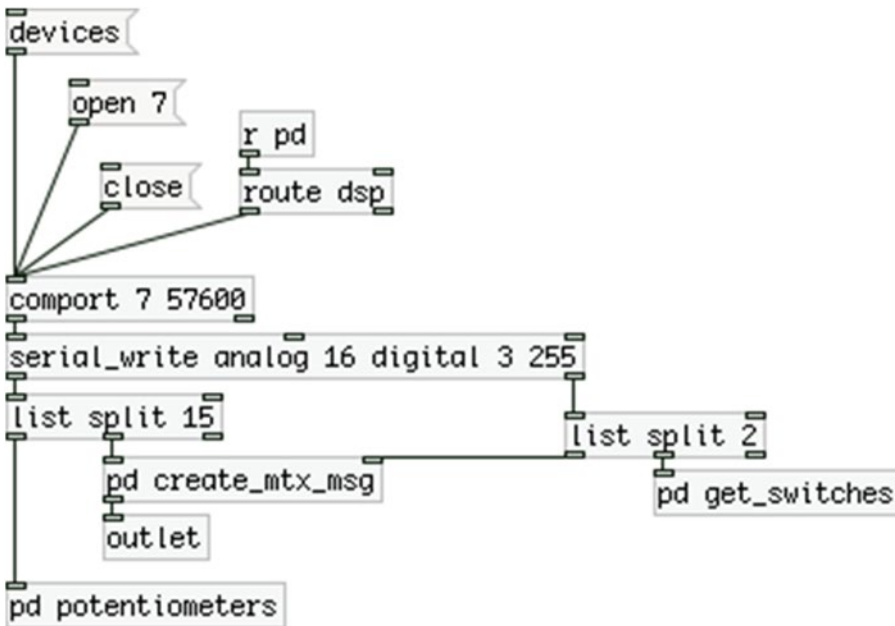 devices
open 7
r pd
close
route dsp
comport 7 57600
serial_write analog 16 digital 3 255
list split 15
list split 2
pd create_mtx_msg
pd get_switches
outlet
pd potentiometers